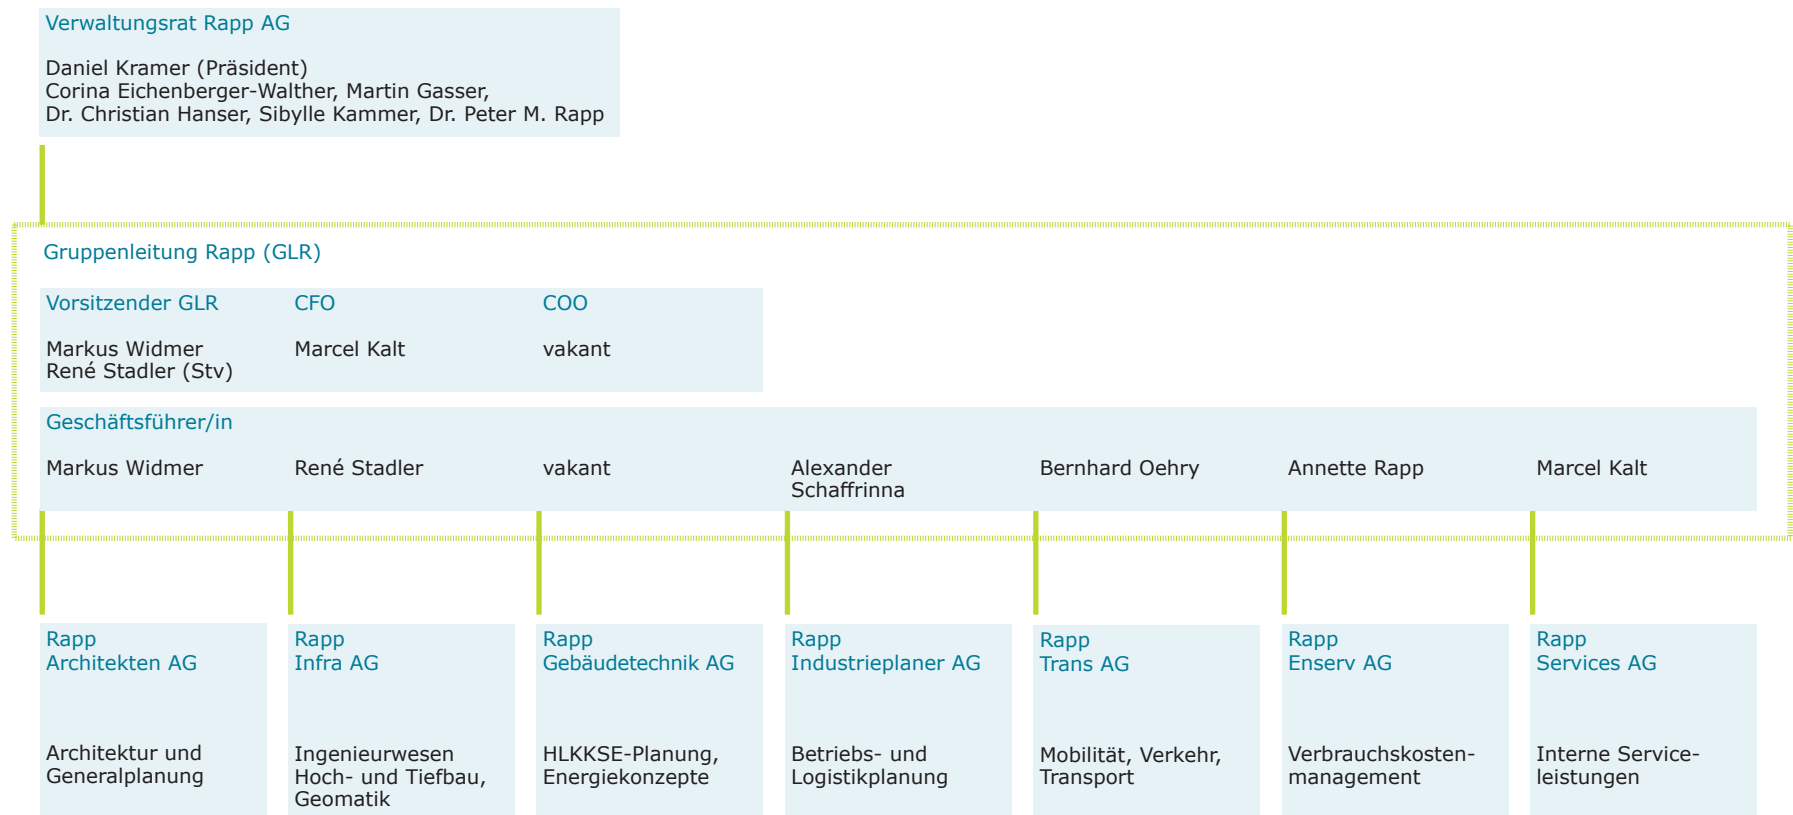 Verwaltungsrat Rapp AG
Daniel Kramer (Präsident)
Corina Eichenberger-Walther, Martin Gasser,
Dr. Christian Hanser, Sibylle Kammer, Dr. Peter M. Rapp
Gruppenleitung Rapp (GLR)
Vorsitzender GLR
Markus Widmer
René Stadler (Stv)
CFO
Marcel Kalt
COO
vakant
Geschäftsführer/in
Markus Widmer
René Stadler
vakant
Alexander
Schaffrinna
Bernhard Oehry
Annette Rapp
Marcel Kalt
Rapp
Architekten AG
Architektur und
Generalplanung
Rapp
Infra AG
Ingenieurwesen
Hoch- und Tiefbau,
Geomatik
Rapp
Gebäudetechnik AG
HLKKSE-Planung,
Energiekonzepte
Rapp
Industrieplaner AG
Betriebs- und
Logistikplanung
Rapp
Trans AG
Mobilität, Verkehr,
Transport
Rapp
Enserv AG
Verbrauchskosten-
management
Rapp
Services AG
Interne Service-
leistungen